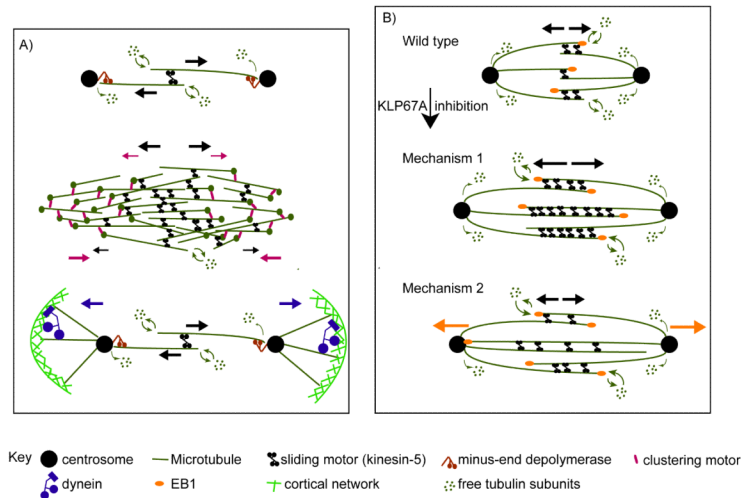 A)
B)
Wild type
KLP67A inhibition
Mechanism 1
Mechanism 2
Key centrosome Microtubule sliding motor (kinesin-5) minus-end depolymerase clustering motor
dynein EB1 cortical network free tubulin subunits